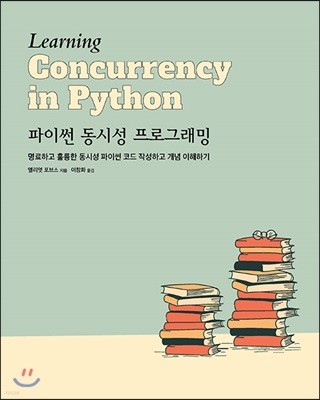 Learning
Concurrency
in Python
파이썬 동시성 프로그래밍
명료하고 훌륭한 동시성 파이썬 코드 작성하고 개념 이해하기
엘리엇 포브스 지음 이창화 옮김